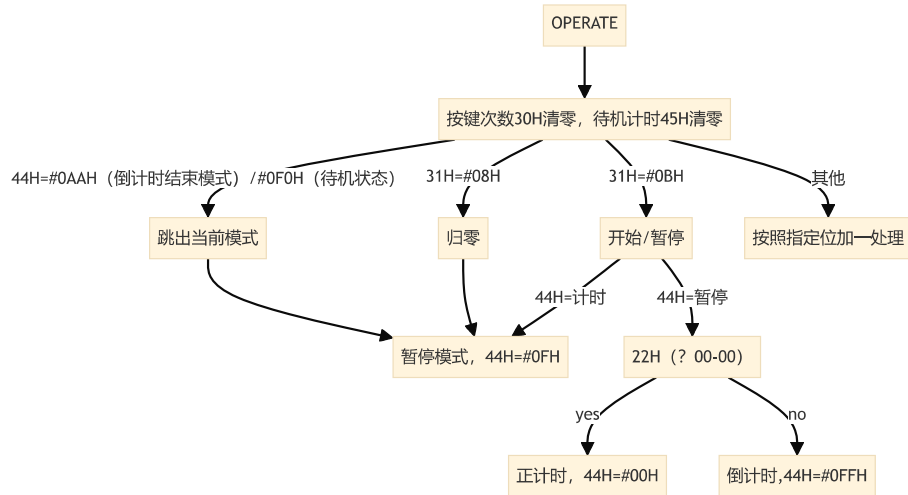 OPERATE
按键次数30H清零，待机计时45H清零
44H=#0AAH（倒计时结束模式）/#0F0H（待机状态）
31H=#08H
31H=#0BH
其他
跳出当前模式
归零
开始/暂停
按照指定位加一处理
44H=计时
44H=暂停
暂停模式，44H=#0FH
22H（？00-00）
yes
no
正计时，44H=#00H
倒计时,44H=#0FFH